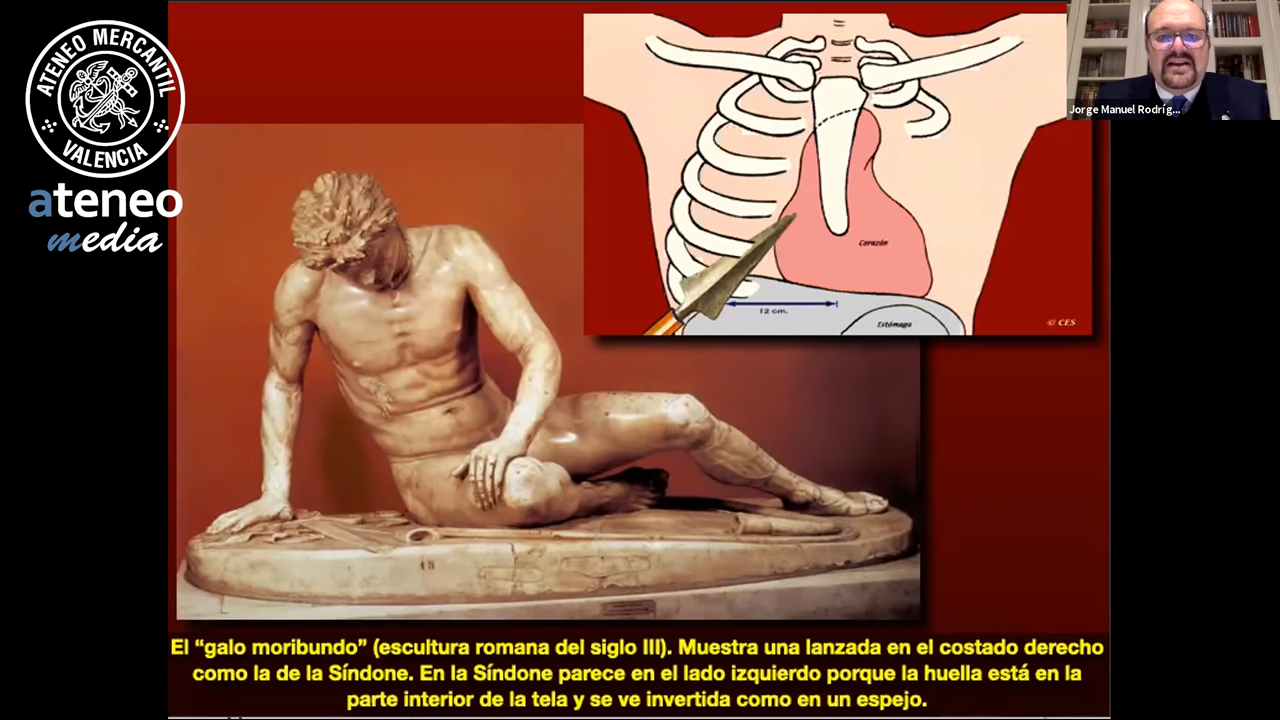 ATENEO MERCANTIL
VALENCIA
ateneo
media
Corazón
12 cm.
Estómago
© CES
Jorge Manuel Rodríg...
El “galo moribundo” (escultura romana del siglo III). Muestra una lanzada en el costado derecho
como la de la Síndone. En la Síndone parece en el lado izquierdo porque la huella está en la
parte interior de la tela y se ve invertida como en un espejo.